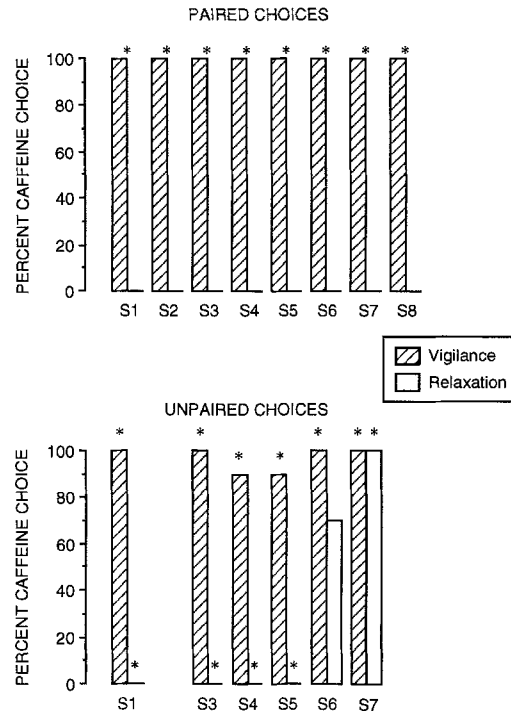 PAIRED CHOICES
* * * * * * * *
PERCENT CAFFEINE CHOICE
100
80
60
40
20
0
S1 S2 S3 S4 S5 S6 S7 S8
Vigilance
Relaxation
UNPAIRED CHOICES
* * * * * * *
PERCENT CAFFEINE CHOICE
100
80
60
40
20
0
* * * *
S1 S3 S4 S5 S6 S7